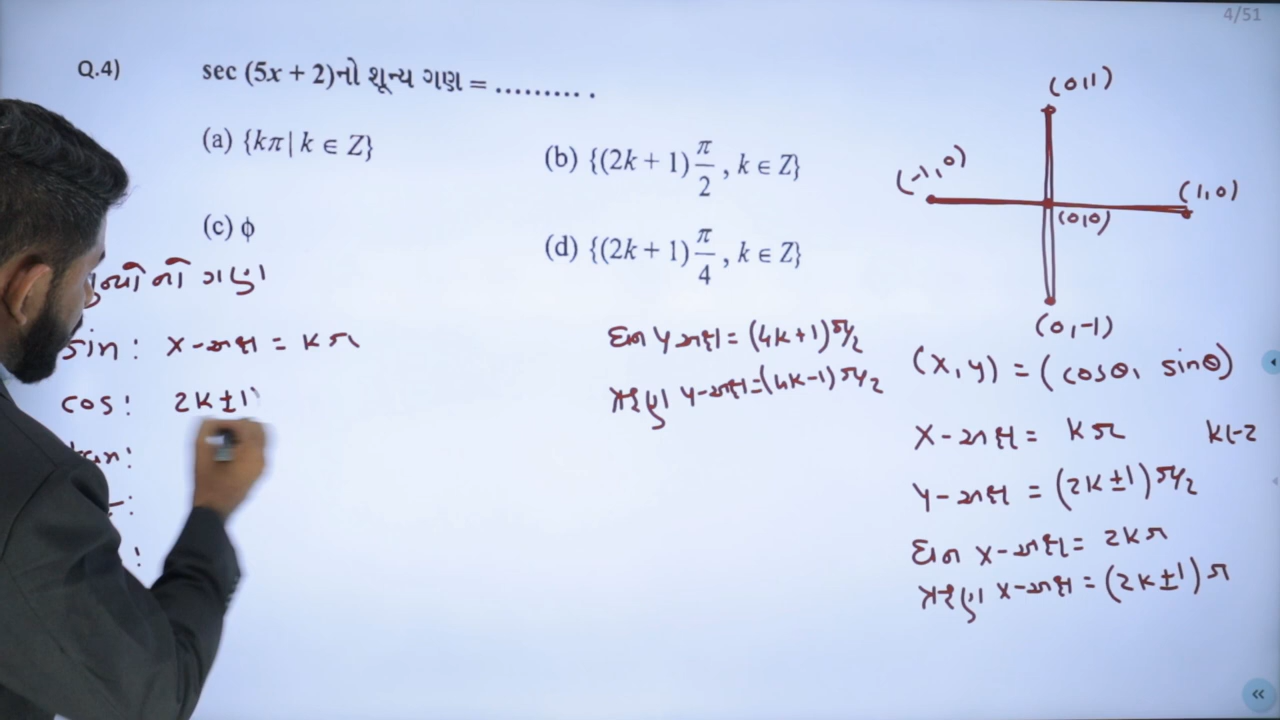 4/51
Q.4) sec (5x + 2)નો શૂન્ય ગણ = .......... .
(a) {kπ | k ∈ Z}
(b) {(2k + 1) π/2 , k ∈ Z}
(c) ϕ
(d) {(2k + 1) π/4 , k ∈ Z}
નો ગણ
sin : x-અક્ષ = kπ
cos : 2k±1
ધન y અક્ષ = (4k+1)π/2
ઋણ y-અક્ષ = (4k-1)π/2
(0,1)
(-1,0)
(1,0)
(0,0)
(0,-1)
(x,y) = (cosθ, sinθ)
x-અક્ષ = kπ k∈z
y-અક્ષ = (2k±1)π/2
ધન x-અક્ષ = 2kπ
ઋણ x-અક્ષ = (2k±1)π